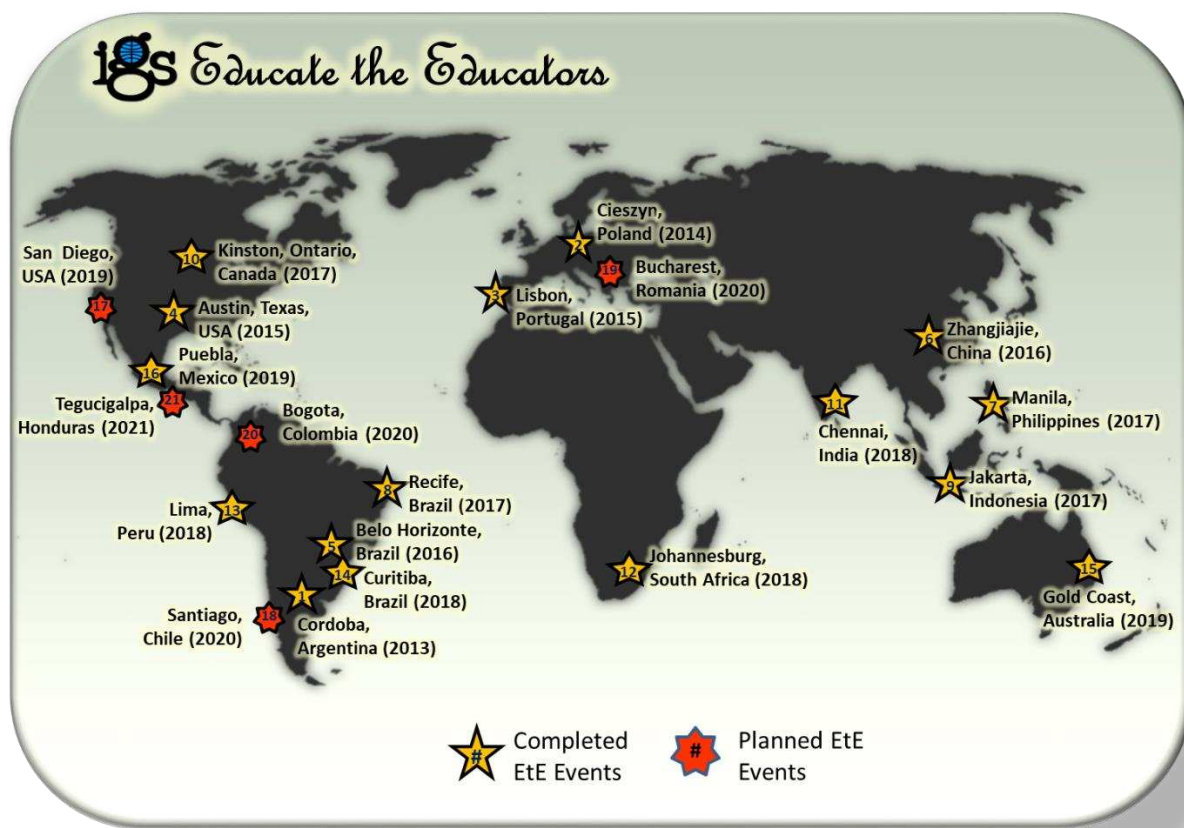 igs Educate the Educators
Cieszyn,
Poland (2014)
2
San Diego,
USA (2019)
17
10
Kinston, Ontario,
Canada (2017)
19
Bucharest,
Romania (2020)
3
Lisbon,
Portugal (2015)
4
Austin, Texas,
USA (2015)
6
Zhangjiajie,
China (2016)
Puebla,
Mexico (2019)
16
21
Tegucigalpa,
Honduras (2021)
Bogota,
Colombia (2020)
20
11
Chennai,
India (2018)
7
Manila,
Philippines (2017)
8
Recife,
Brazil (2017)
9
Jakarta,
Indonesia (2017)
Lima,
Peru (2018)
13
Belo Horizonte,
Brazil (2016)
5
14
Curitiba,
Brazil (2018)
12
Johannesburg,
South Africa (2018)
15
Gold Coast,
Australia (2019)
Santiago,
Chile (2020)
18
1
Cordoba,
Argentina (2013)
#
Completed
EtE Events
#
Planned EtE
Events